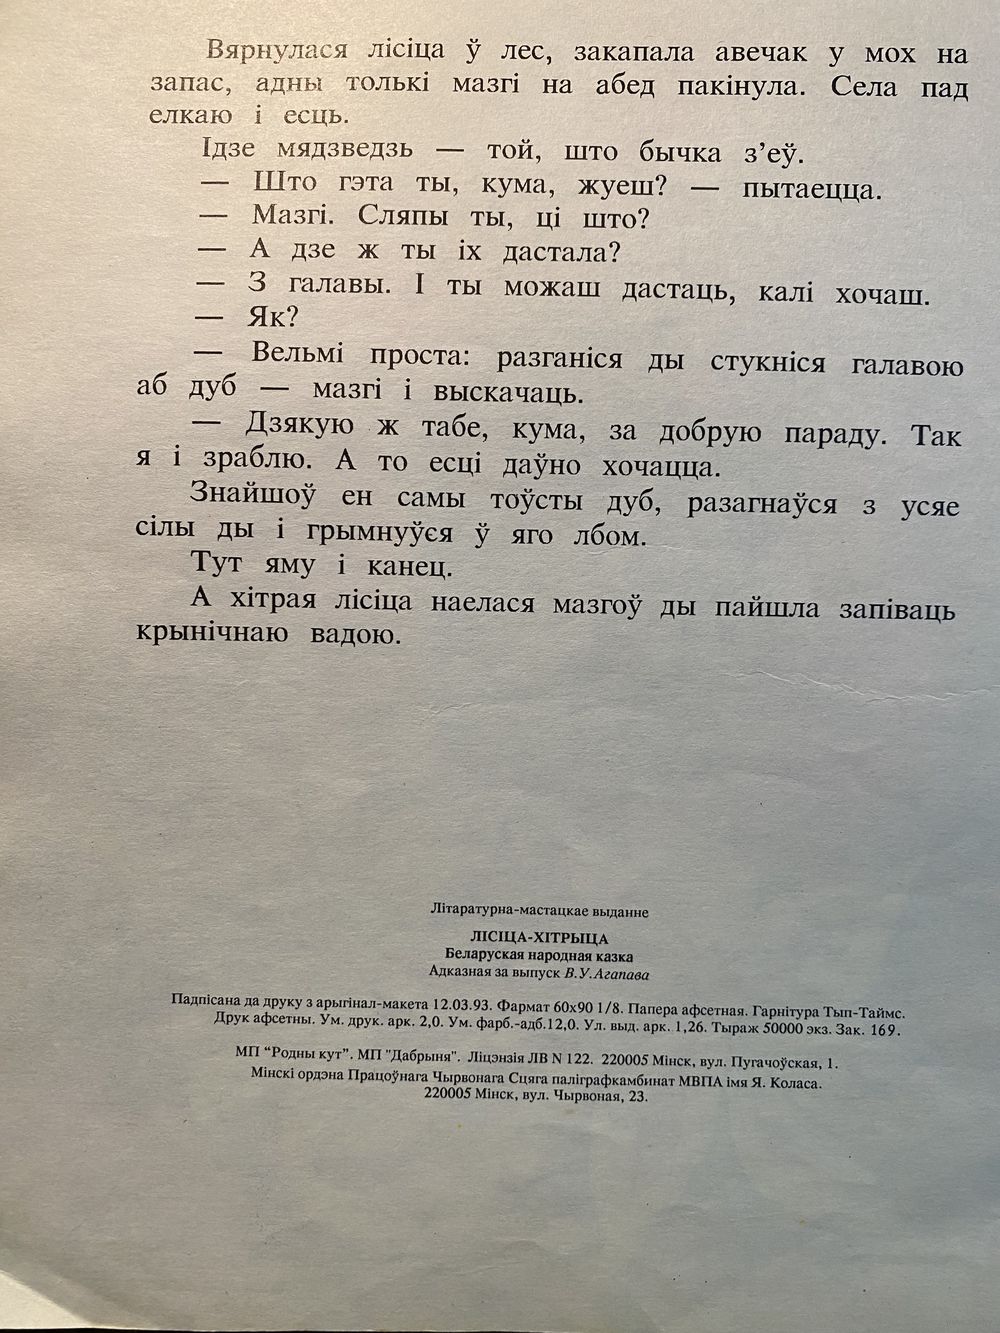 Вярнулася лісіца ў лес, закапала авечак у мох на
запас, адны толькі мазгі на абед пакінула. Села пад
елкаю і есць.
Ідзе мядзведзь — той, што бычка з’еў.
— Што гэта ты, кума, жуеш? — пытаецца.
— Мазгі. Сляпы ты, ці што?
— А дзе ж ты іх дастала?
— З галавы. І ты можаш дастаць, калі хочаш.
— Як?
— Вельмі проста: разганіся ды стукніся галавою
аб дуб — мазгі і выскачаць.
— Дзякую ж табе, кума, за добрую параду. Так
я і зраблю. А то есці даўно хочацца.
Знайшоў ен самы тоўсты дуб, разагнаўся з усяе
сілы ды і грымнуўся ў яго лбом.
Тут яму і канец.
А хітрая лісіца наелася мазгоў ды пайшла запіваць
крынічнаю вадою.
Літаратурна-мастацкае выданне
ЛІСІЦА-ХІТРЫЦА
Беларуская народная казка
Адказная за выпуск В.У.Агапава
Падпісана да друку з арыгінал-макета 12.03.93. Фармат 60х90 1/8. Папера афсетная. Гарнітура Тып-Таймс.
Друк афсетны. Ум. друк. арк. 2,0. Ум. фарб.-адб.12,0. Ул. выд. арк. 1,26. Тыраж 50000 экз. Зак. 169.
МП “Родны кут”. МП "Дабрыня". Ліцэнзія ЛВ N 122. 220005 Мінск, вул. Пугачоўская, 1.
Мінскі ордэна Працоўнага Чырвонага Сцяга паліграфкамбинат МВПА імя Я. Коласа.
220005 Мінск, вул. Чырвоная, 23.